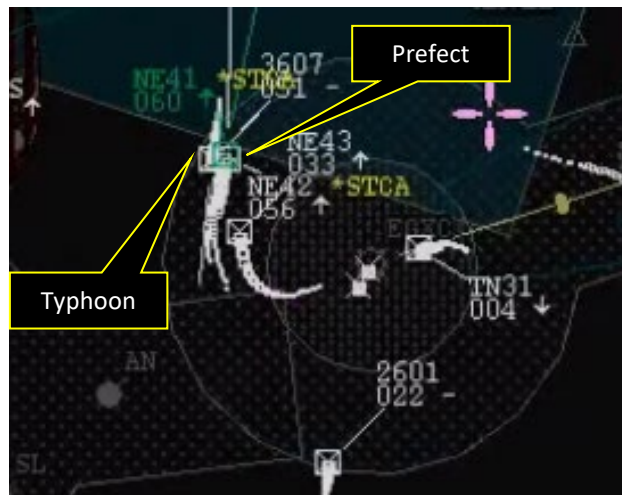 Prefect
3607
NE41 *STCA
060 ↑ 051 -
S ↑
NE43
033 ↑
NE42 *STCA
056 ↑
Typhoon
TN31
004 ↓
AN
2601
022 -
SL